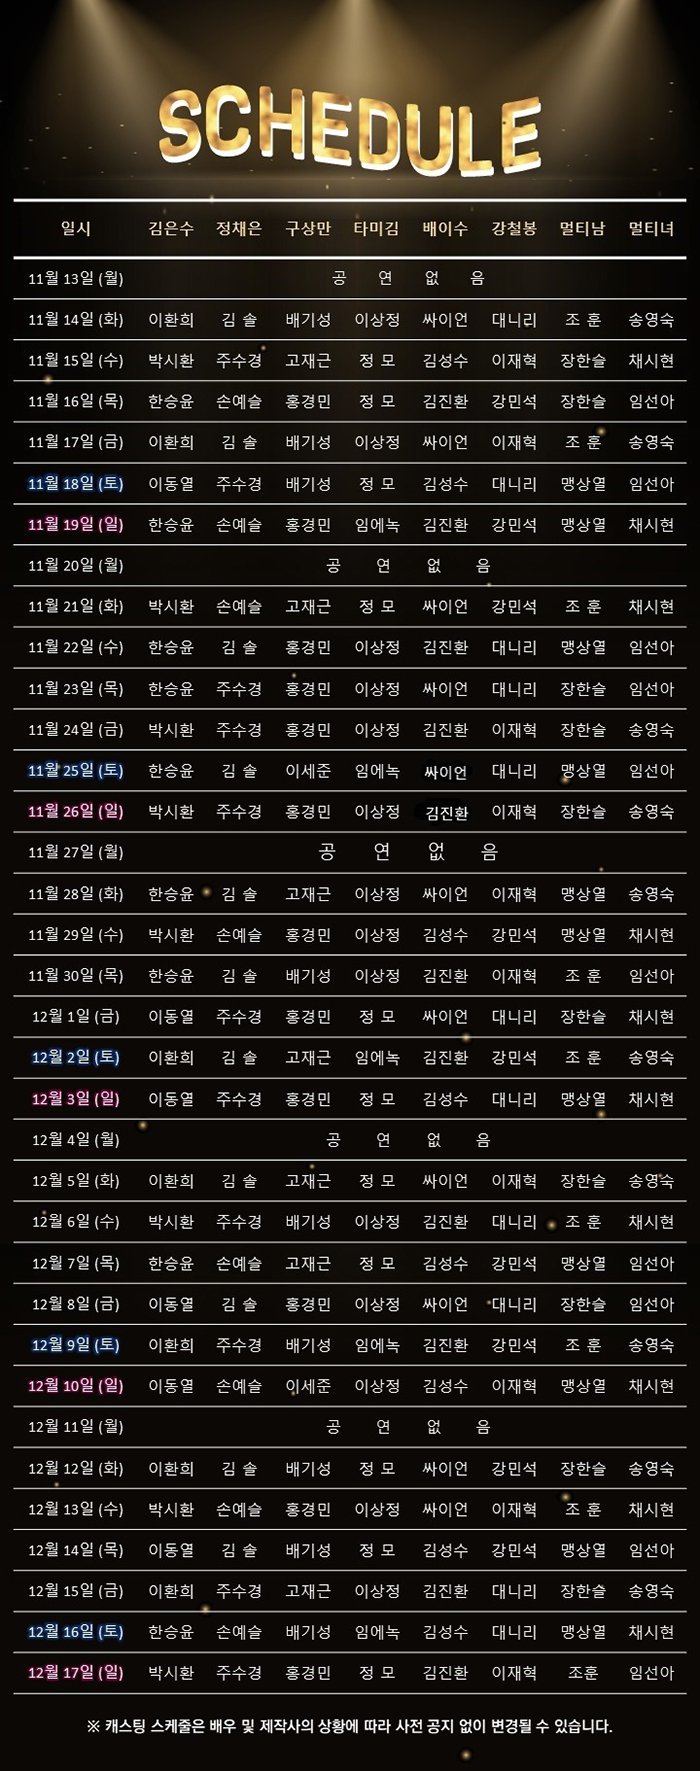 SCHEDULE
일시 김은수 정채은 구상만 타미김 배이수 강철봉 멀티남 멀티녀
11월 13일 (월) 공 연 없 음
11월 14일 (화) 이환희 김 솔 배기성 이상정 싸이언 대니리 조 훈 송영숙
11월 15일 (수) 박시환 주수경 고재근 정 모 김성수 이재혁 장한슬 채시현
11월 16일 (목) 한승윤 손예슬 홍경민 정 모 김진환 강민석 장한슬 임선아
11월 17일 (금) 이환희 김 솔 배기성 이상정 싸이언 이재혁 조 훈 송영숙
11월 18일 (토) 이동열 주수경 배기성 정 모 김성수 대니리 맹상열 임선아
11월 19일 (일) 한승윤 손예슬 홍경민 임에녹 김진환 강민석 맹상열 채시현
11월 20일 (월) 공 연 없 음
11월 21일 (화) 박시환 손예슬 고재근 정 모 싸이언 강민석 조 훈 채시현
11월 22일 (수) 한승윤 김 솔 홍경민 이상정 김진환 대니리 맹상열 임선아
11월 23일 (목) 한승윤 주수경 홍경민 이상정 싸이언 대니리 장한슬 임선아
11월 24일 (금) 박시환 주수경 홍경민 이상정 김진환 이재혁 장한슬 송영숙
11월 25일 (토) 한승윤 김 솔 이세준 임에녹 싸이언 대니리 맹상열 임선아
11월 26일 (일) 박시환 주수경 홍경민 이상정 김진환 이재혁 장한슬 송영숙
11월 27일 (월) 공 연 없 음
11월 28일 (화) 한승윤 김 솔 고재근 이상정 싸이언 이재혁 맹상열 송영숙
11월 29일 (수) 박시환 손예슬 홍경민 이상정 김성수 강민석 맹상열 채시현
11월 30일 (목) 한승윤 김 솔 배기성 이상정 김진환 이재혁 조 훈 임선아
12월 1일 (금) 이동열 주수경 홍경민 정 모 싸이언 대니리 장한슬 채시현
12월 2일 (토) 이환희 김 솔 고재근 임에녹 김진환 강민석 조 훈 송영숙
12월 3일 (일) 이동열 주수경 홍경민 정 모 김성수 대니리 맹상열 채시현
12월 4일 (월) 공 연 없 음
12월 5일 (화) 이환희 김 솔 고재근 정 모 싸이언 이재혁 장한슬 송영숙
12월 6일 (수) 박시환 주수경 배기성 이상정 김진환 대니리 조 훈 채시현
12월 7일 (목) 한승윤 손예슬 고재근 정 모 김성수 강민석 맹상열 임선아
12월 8일 (금) 이동열 김 솔 홍경민 이상정 싸이언 대니리 장한슬 임선아
12월 9일 (토) 이환희 주수경 배기성 임에녹 김진환 강민석 조 훈 송영숙
12월 10일 (일) 이동열 손예슬 이세준 이상정 김성수 이재혁 맹상열 채시현
12월 11일 (월) 공 연 없 음
12월 12일 (화) 이환희 김 솔 배기성 정 모 싸이언 강민석 장한슬 송영숙
12월 13일 (수) 박시환 손예슬 홍경민 이상정 싸이언 이재혁 조 훈 채시현
12월 14일 (목) 이동열 김 솔 배기성 정 모 김성수 강민석 맹상열 임선아
12월 15일 (금) 이환희 주수경 고재근 이상정 김진환 대니리 장한슬 송영숙
12월 16일 (토) 한승윤 손예슬 배기성 임에녹 김성수 대니리 맹상열 채시현
12월 17일 (일) 박시환 주수경 홍경민 정 모 김진환 이재혁 조훈 임선아
※ 캐스팅 스케줄은 배우 및 제작사의 상황에 따라 사전 공지 없이 변경될 수 있습니다.